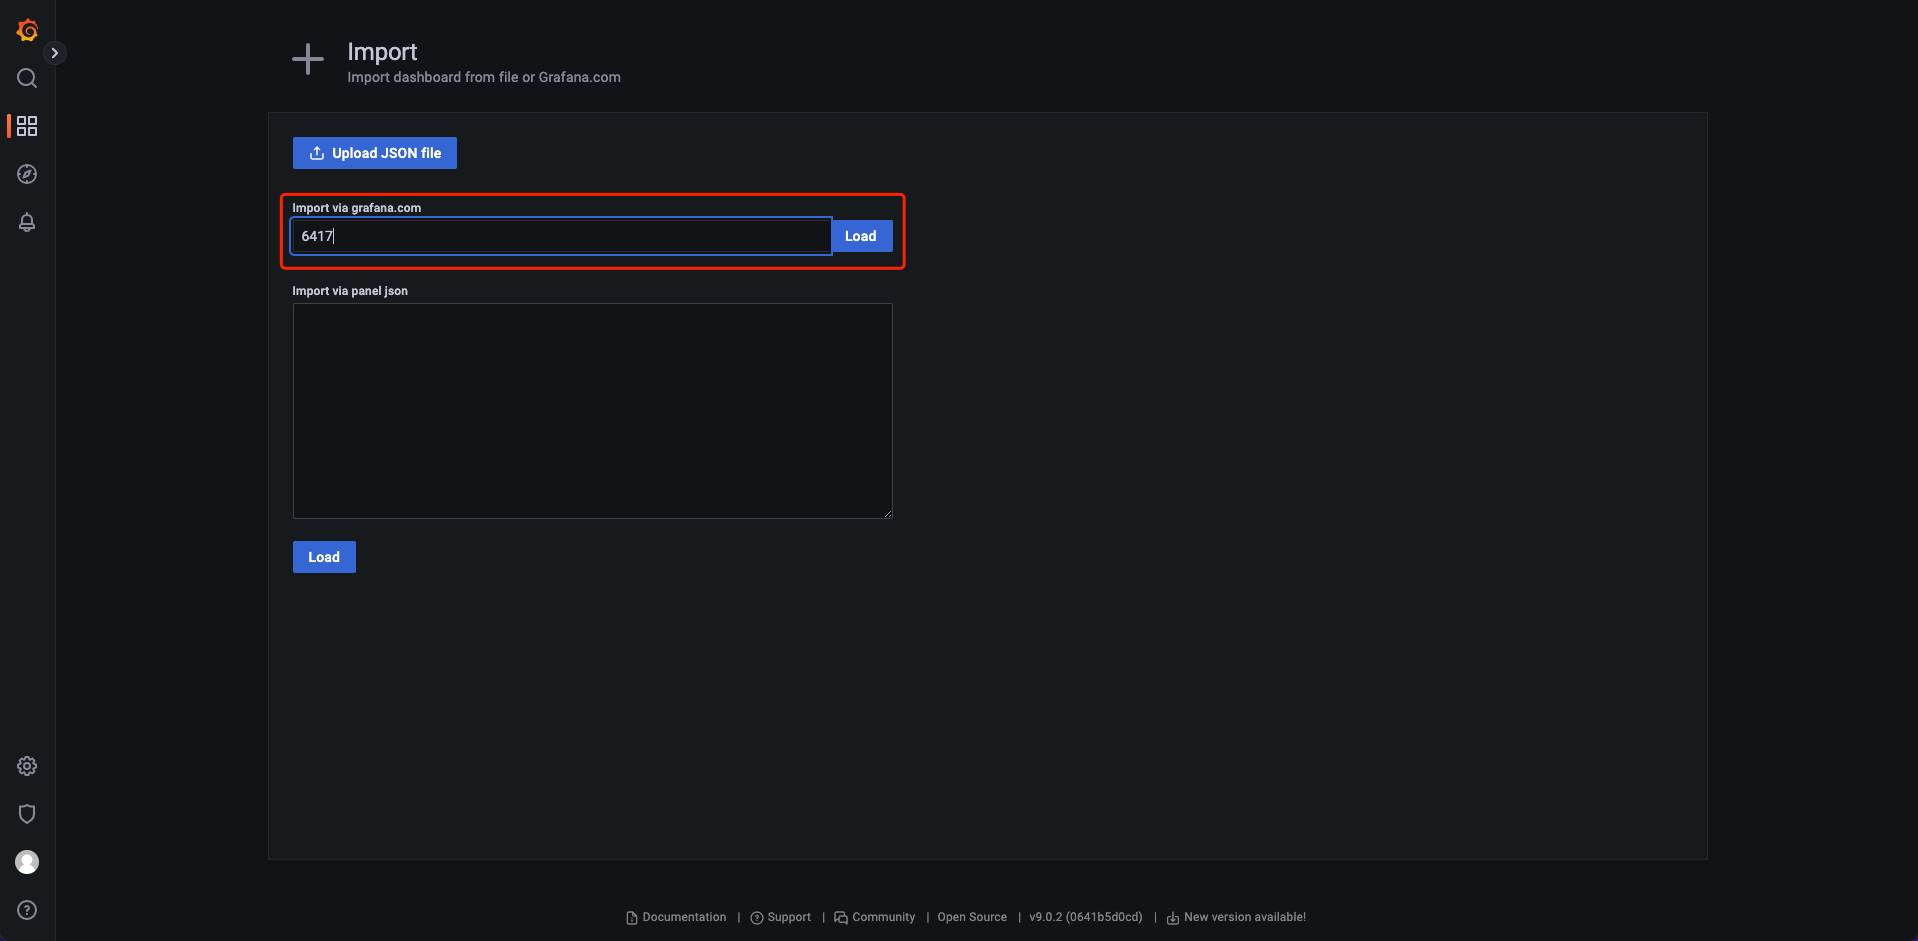 Import
Import dashboard from file or Grafana.com
Upload JSON file
Import via grafana.com
6417
Load
Import via panel json
Load
Documentation | Support | Community | Open Source | v9.0.2 (0641b5d0cd) | New version available!